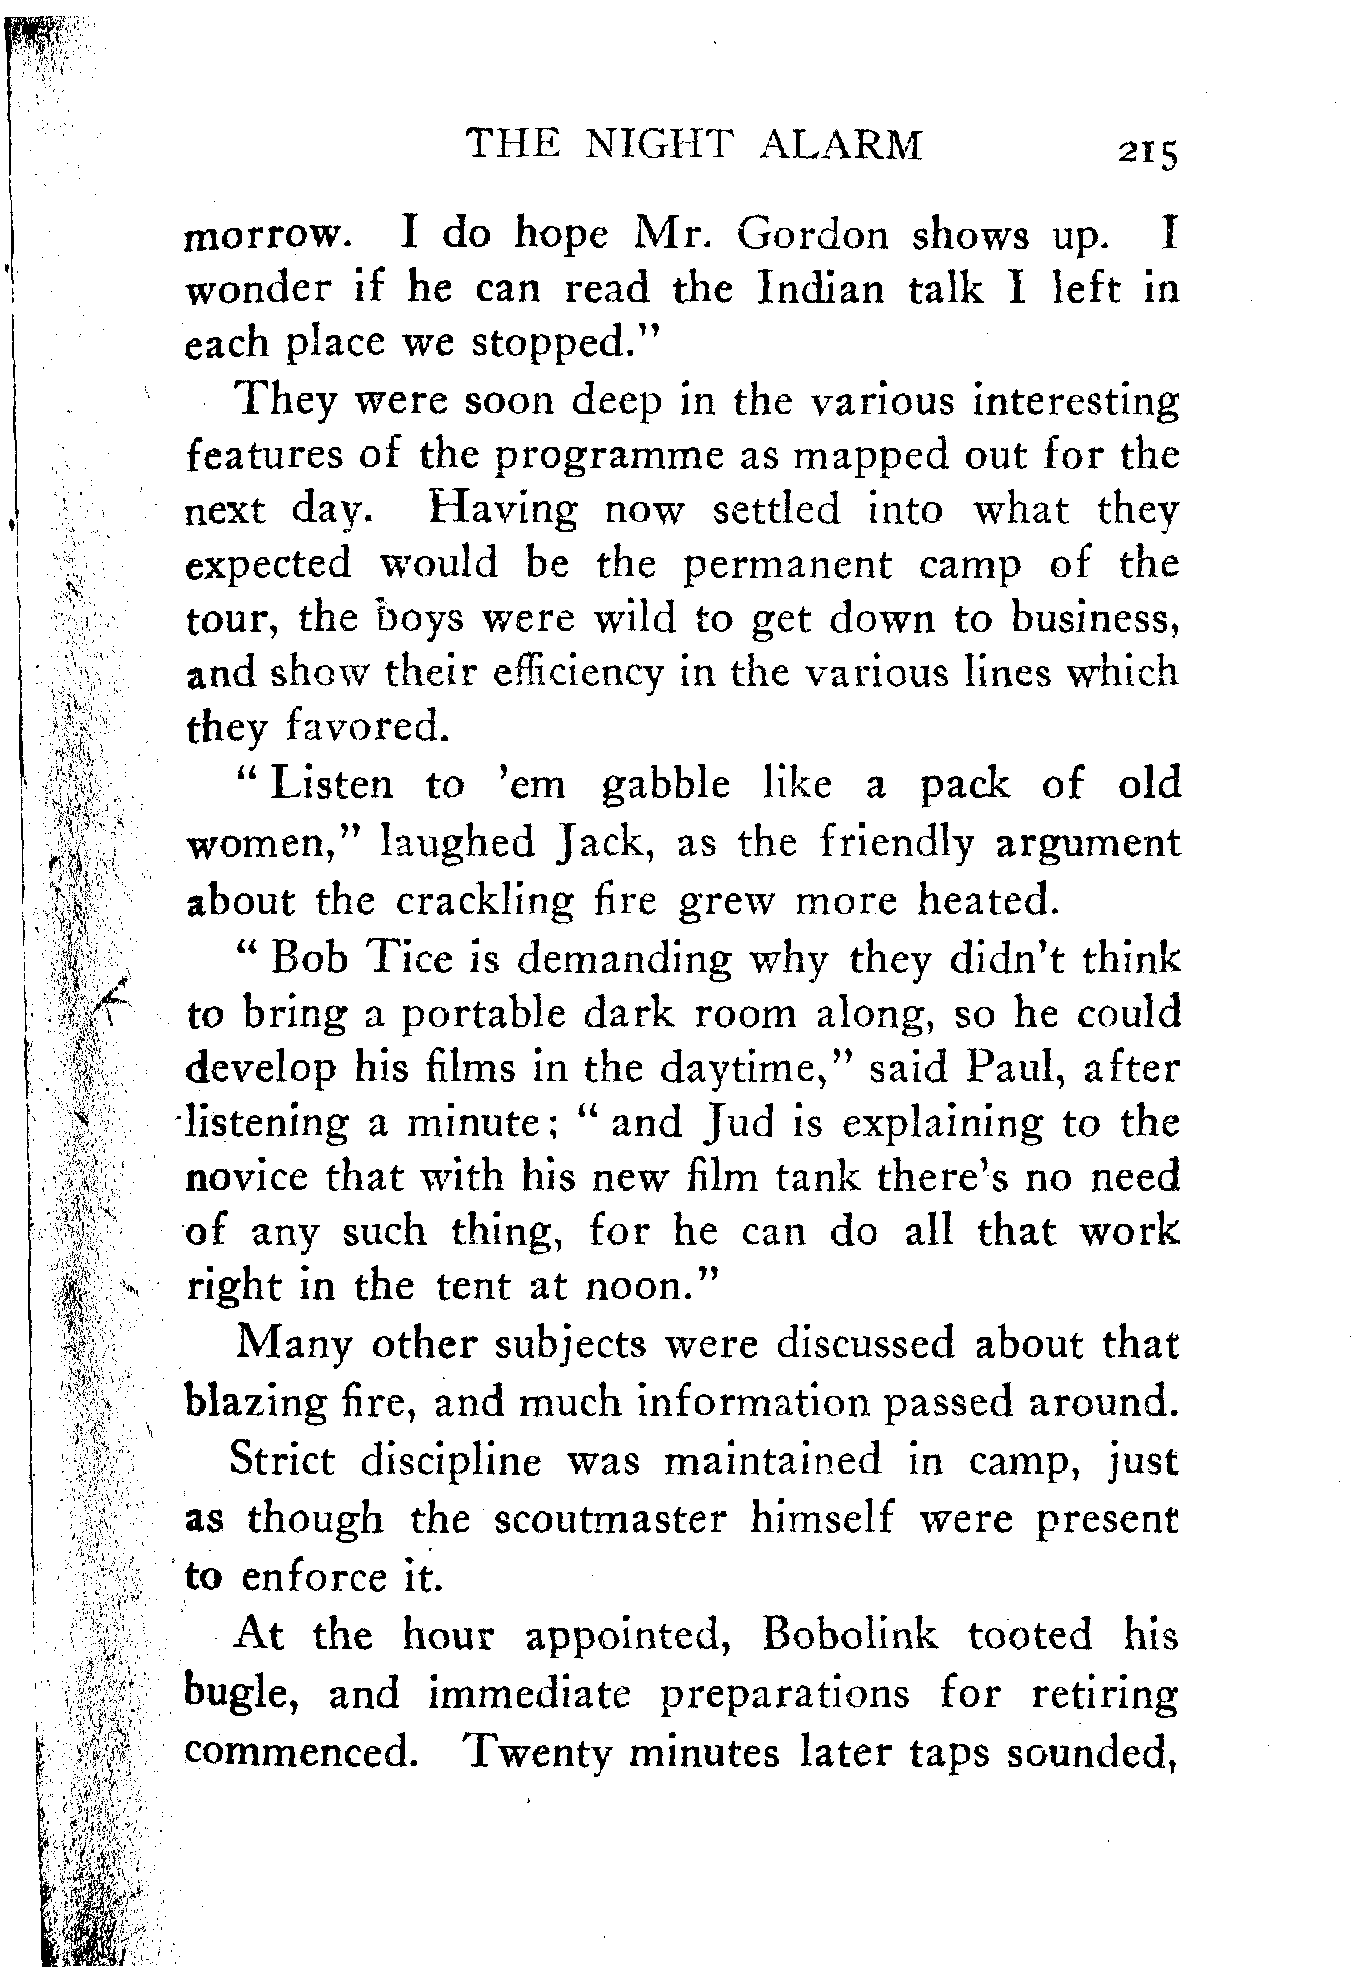 THE NIGHT ALARM 215
morrow. I do hope Mr. Gordon shows up. I
wonder if he can read the Indian talk I left in
each place we stopped."
They were soon deep in the various interesting
features of the programme as mapped out for the
next day. Having now settled into what they
expected would be the permanent camp of the
tour, the boys were wild to get down to business,
and show their efficiency in the various lines which
they favored.
" Listen to 'em gabble like a pack of old
women," laughed Jack, as the friendly argument
about the crackling fire grew more heated.
" Bob Tice is demanding why they didn't think
to bring a portable dark room along, so he could
develop his films in the daytime," said Paul, after
listening a minute; " and Jud is explaining to the
novice that with his new film tank there's no need
of any such thing, for he can do all that work
right in the tent at noon."
Many other subjects were discussed about that
blazing fire, and much information passed around.
Strict discipline was maintained in camp, just
as though the scoutmaster himself were present
to enforce it.
At the hour appointed, Bobolink tooted his
bugle, and immediate preparations for retiring
commenced. Twenty minutes later taps sounded,